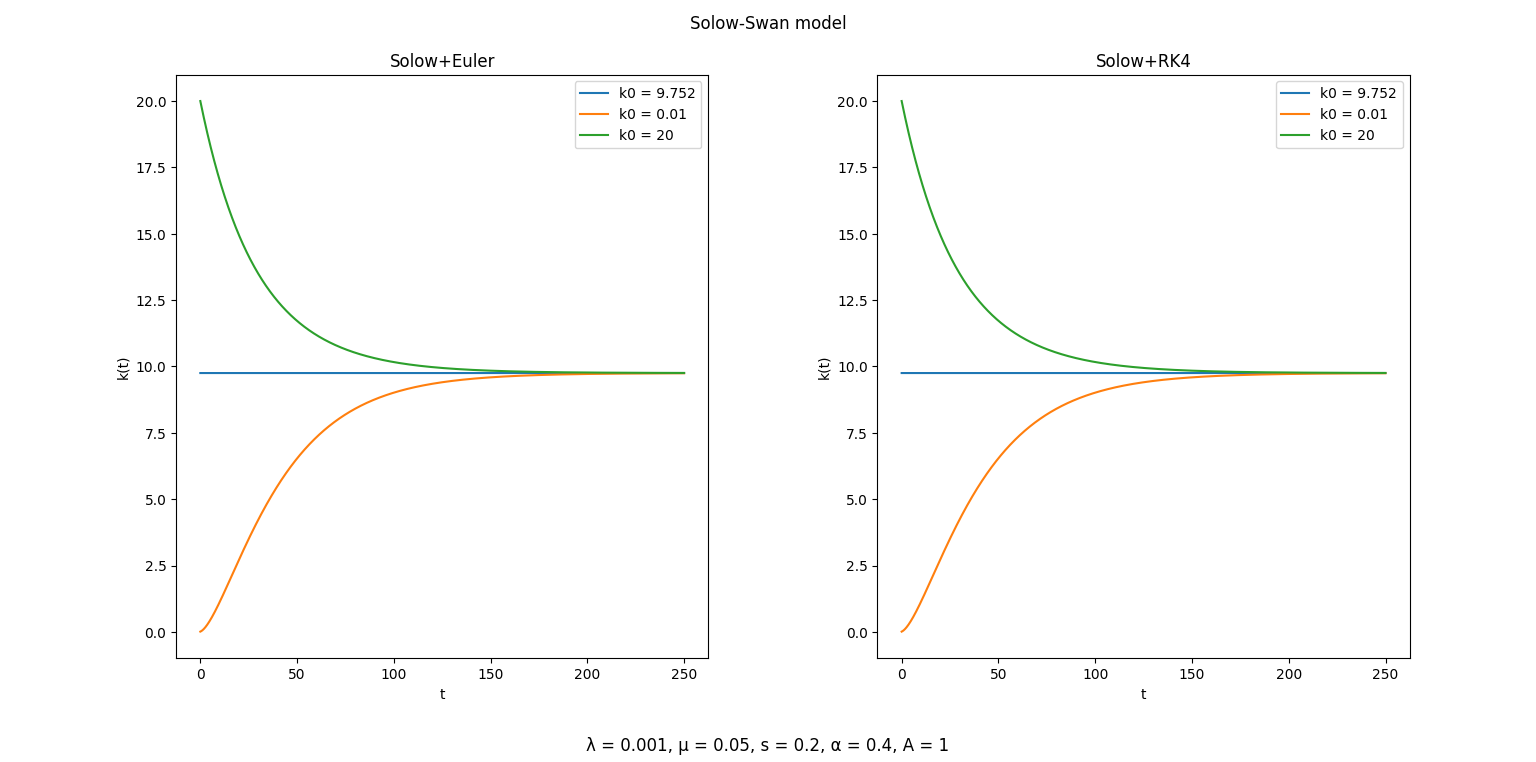 Solow-Swan model
Solow+Euler
k0 = 9.752
k0 = 0.01
k0 = 20
20.0
17.5
15.0
12.5
10.0
7.5
5.0
2.5
0.0
k(t)
0 50 100 150 200 250
t
Solow+RK4
k0 = 9.752
k0 = 0.01
k0 = 20
20.0
17.5
15.0
12.5
10.0
7.5
5.0
2.5
0.0
k(t)
0 50 100 150 200 250
t
λ = 0.001, μ = 0.05, s = 0.2, α = 0.4, A = 1